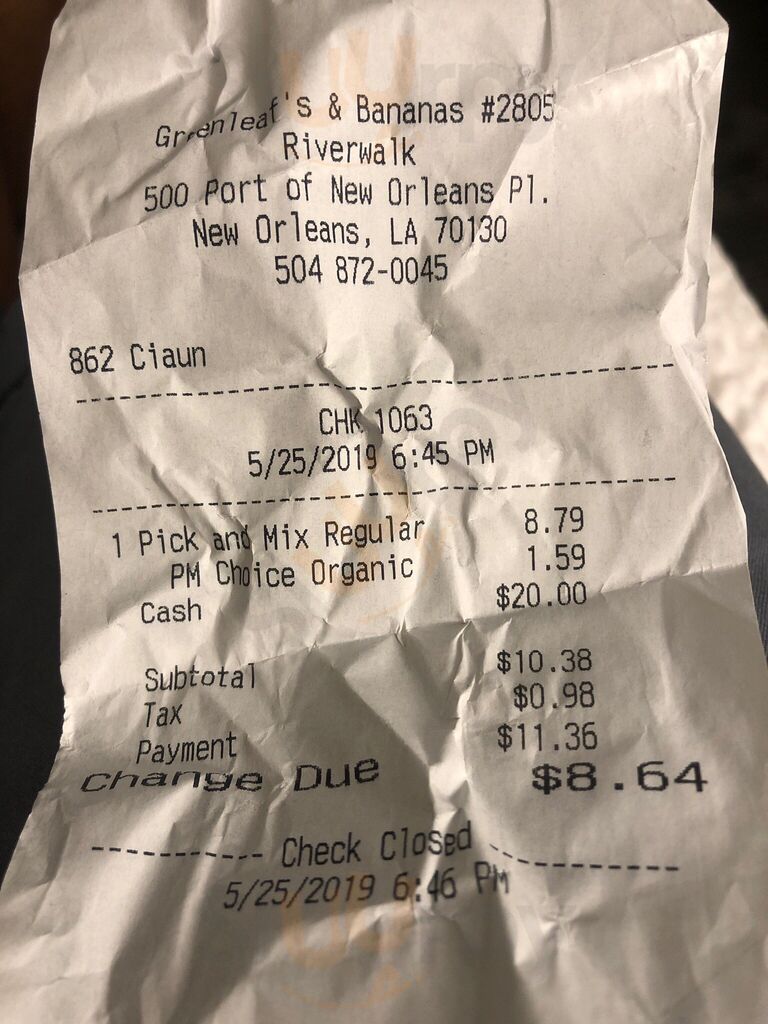 Greenleaf's & Bananas #2805
Riverwalk
500 Port of New Orleans Pl.
New Orleans, LA 70130
504 872-0045
862 Ciaun
CHK 1063
5/25/2019 6:45 PM
1 Pick and Mix Regular 8.79
PM Choice Organic 1.59
Cash $20.00
Subtotal $10.38
Tax $0.98
Payment $11.36
Change Due $8.64
Check Closed
5/25/2019 6:46 PM